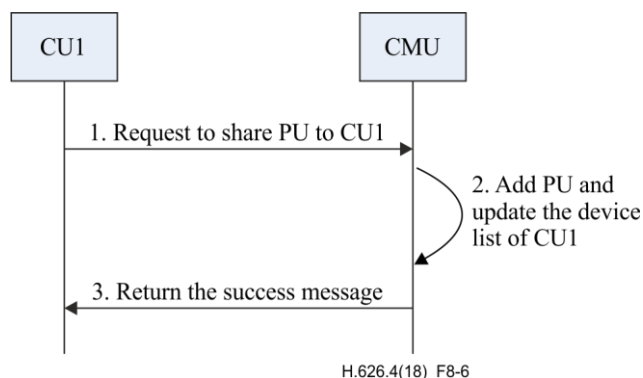 CU1
CMU
1. Request to share PU to CU1
2. Add PU and
update the device
list of CU1
3. Return the success message
H.626.4(18)_F8-6